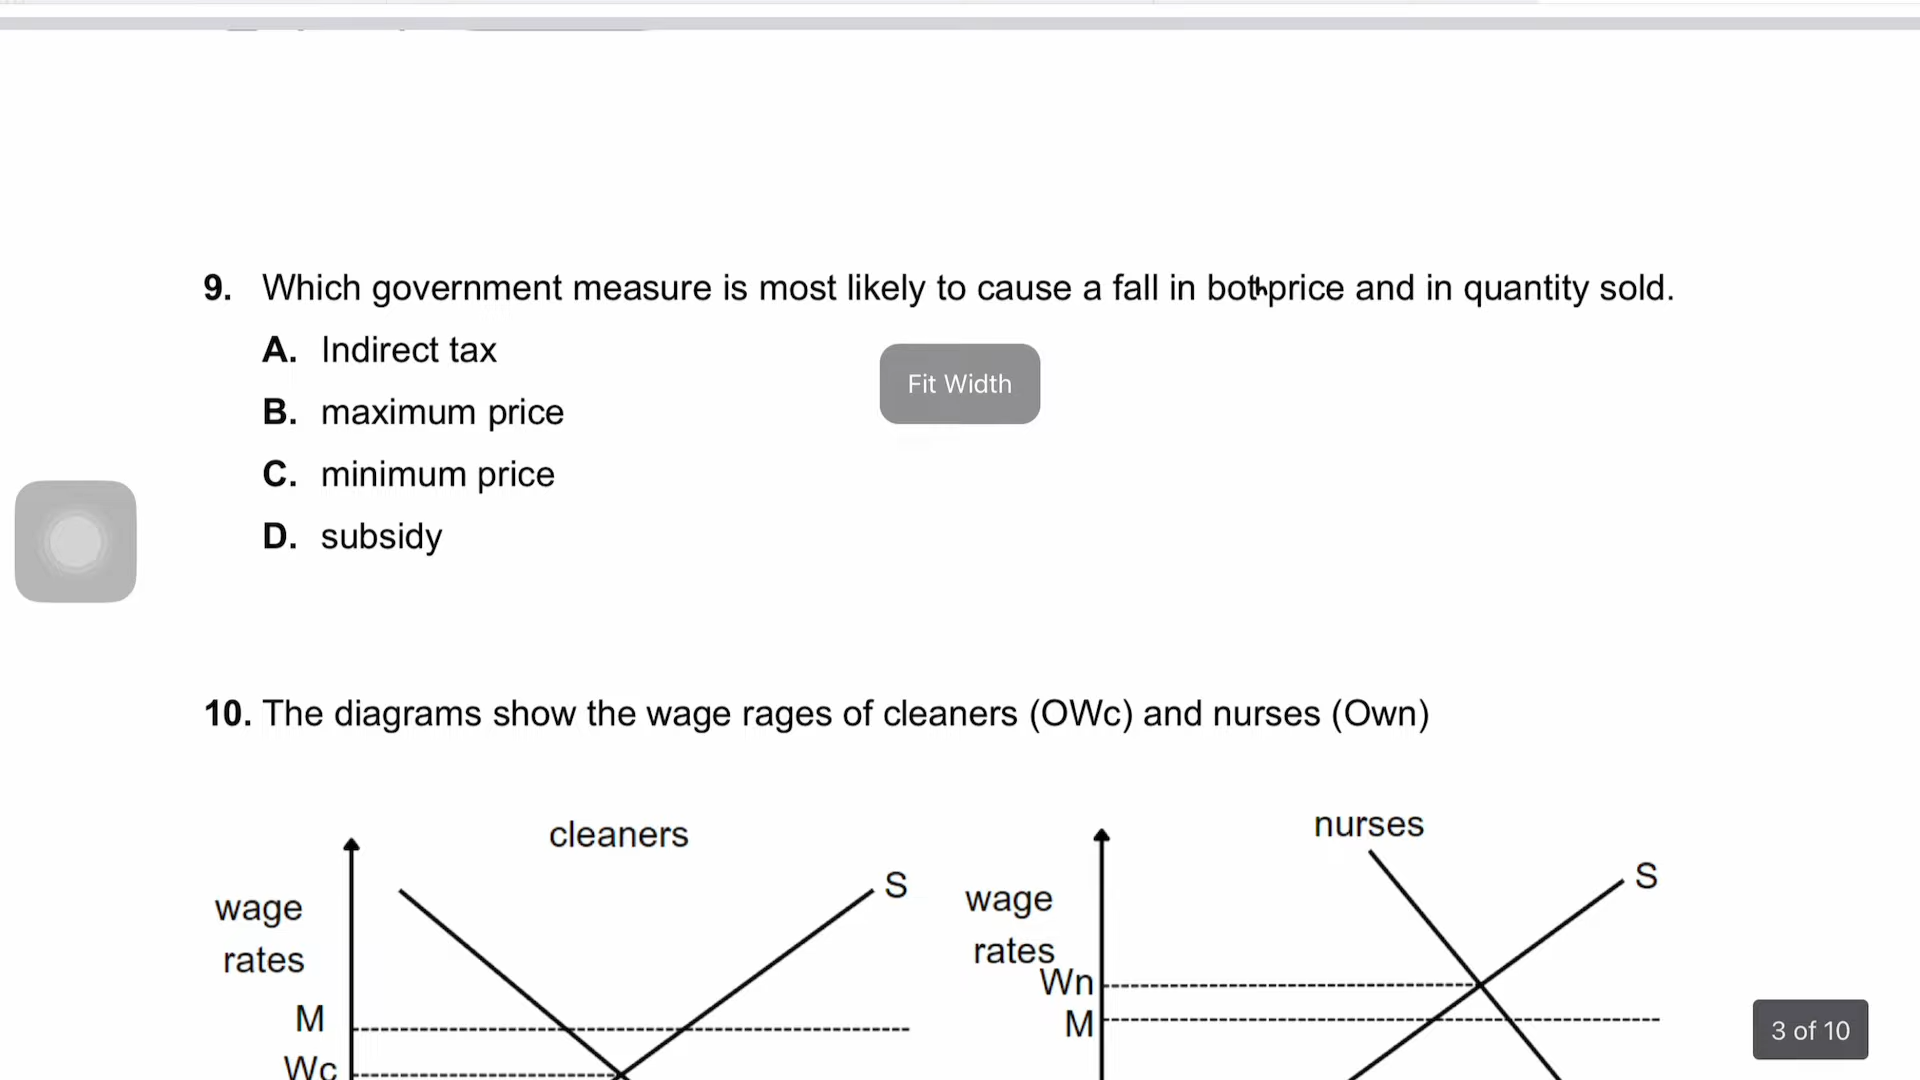 9. Which government measure is most likely to cause a fall in both price and in quantity sold.
A. Indirect tax
B. maximum price
C. minimum price
D. subsidy
Fit Width
10. The diagrams show the wage rages of cleaners (OWc) and nurses (Own)
cleaners
nurses
S
S
wage
rates
wage
rates
Wn
M
M
Wc
3 of 10